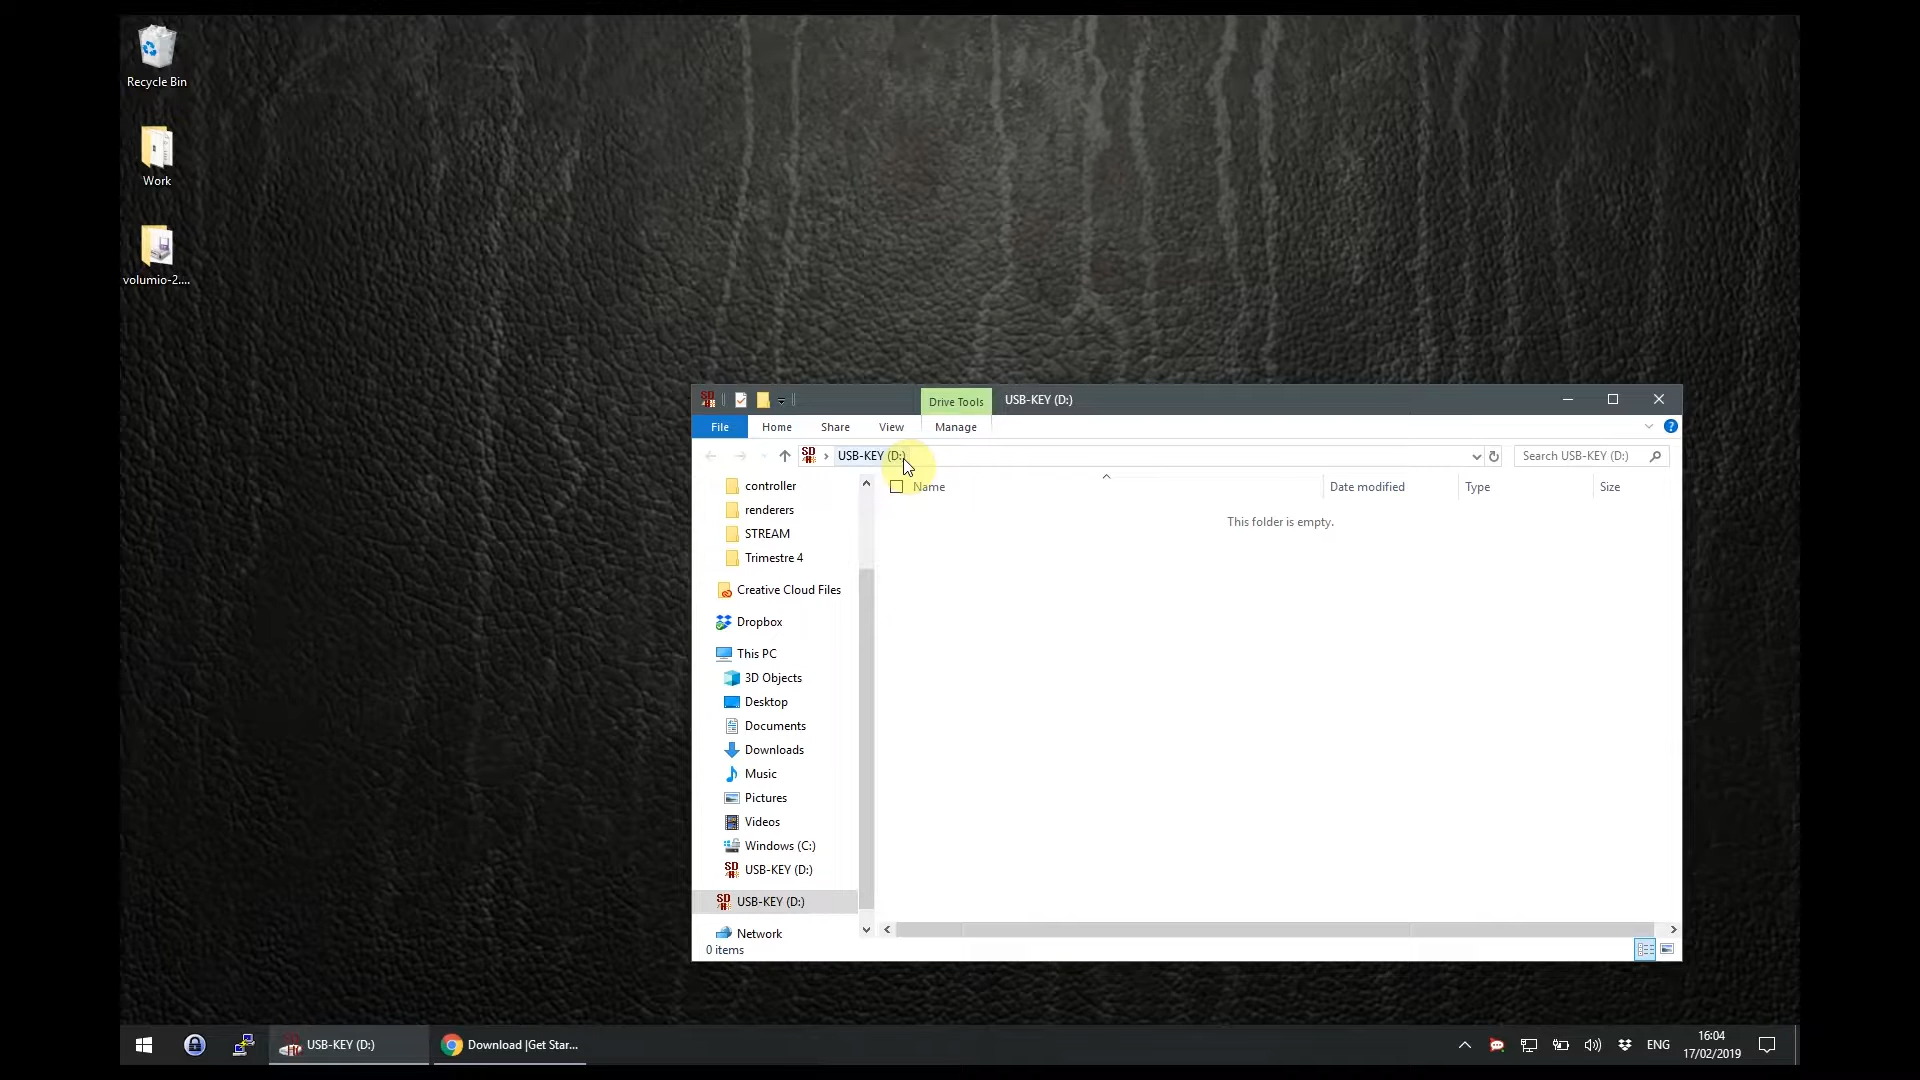 Recycle Bin
Work
volumio-2....
Drive Tools
USB-KEY (D:)
File
Home
Share
View
Manage
USB-KEY (D:)
Search USB-KEY (D:)
Name
Date modified
Type
Size
This folder is empty.
controller
renderers
STREAM
Trimestre 4
Creative Cloud Files
Dropbox
This PC
3D Objects
Desktop
Documents
Downloads
Music
Pictures
Videos
Windows (C:)
USB-KEY (D:)
USB-KEY (D:)
Network
0 items
USB-KEY (D:)
Download |Get Star...
ENG
16:04
17/02/2019